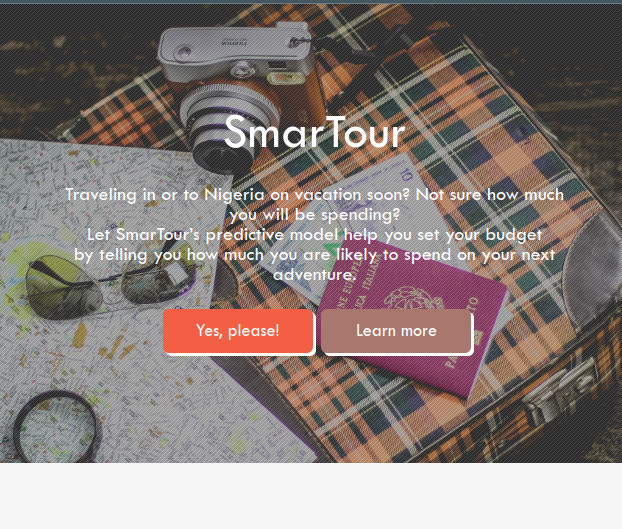 FUJIFILM
SmarTour
10
Traveling in or to Nigeria on vacation soon? Not sure how much
you will be spending?
Let SmarTour's predictive model help you set your budget
by telling you how much you are likely to spend on your next
adventure.
Yes, please!
Learn more